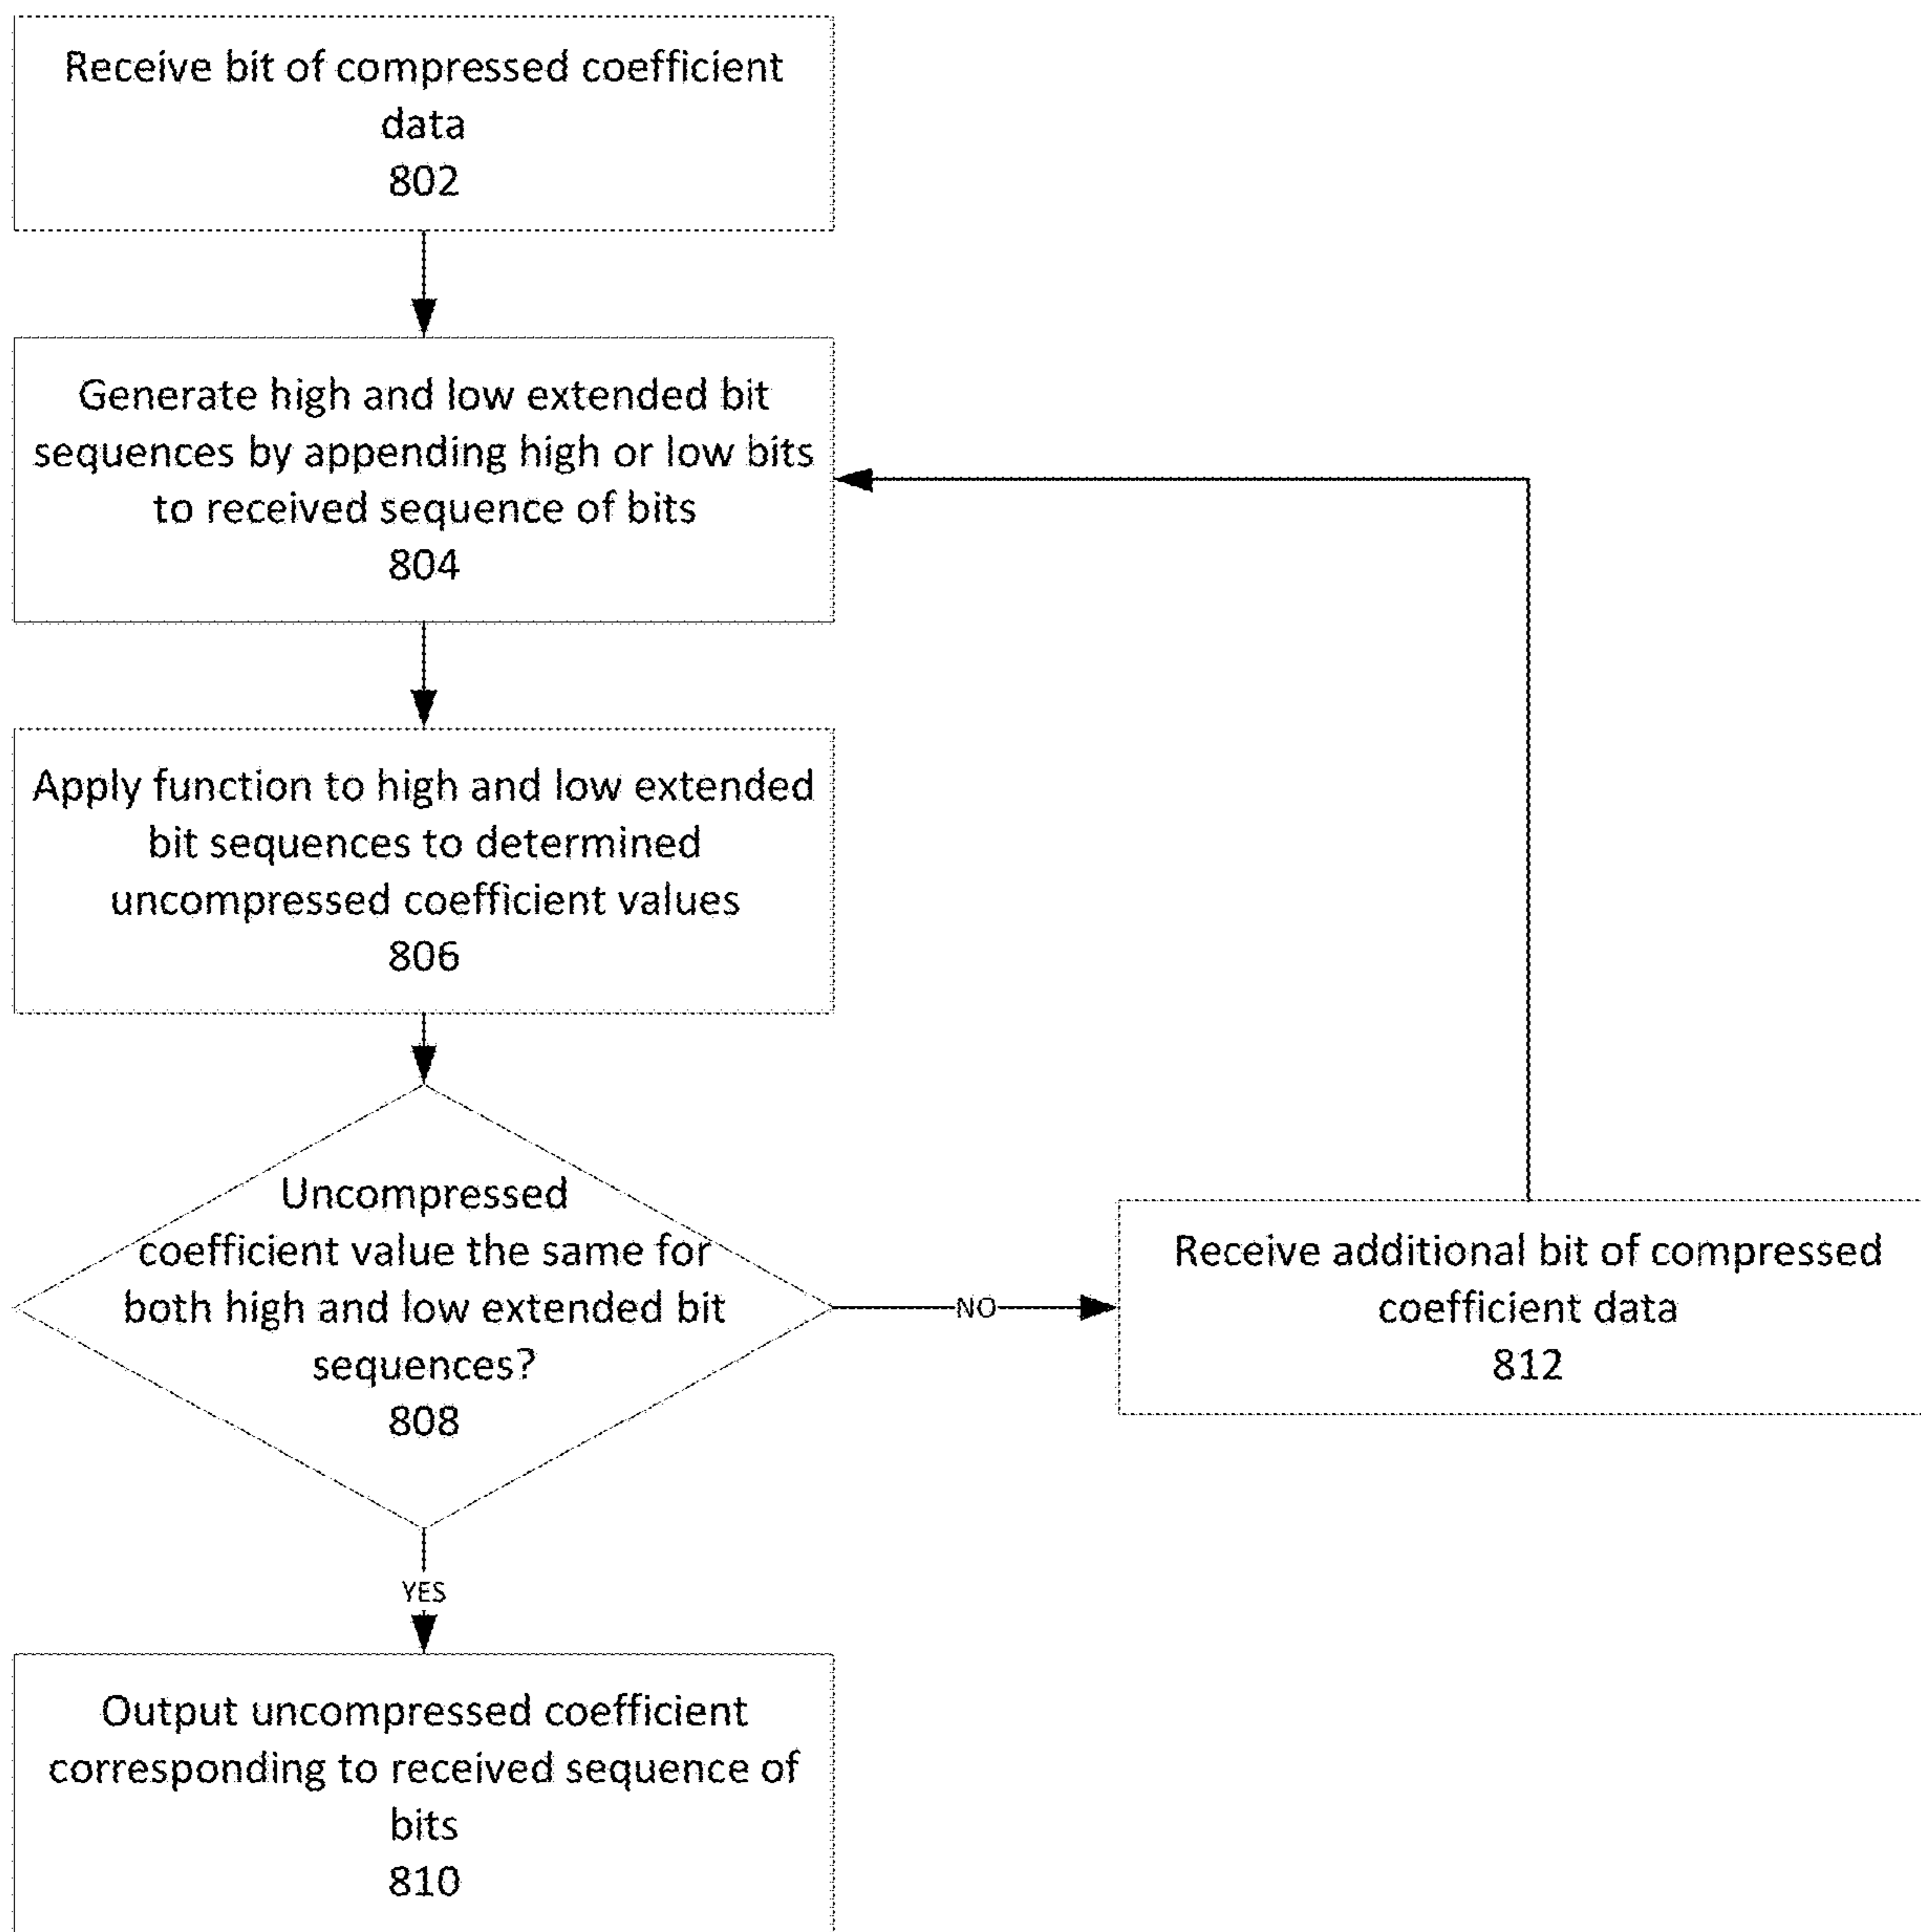 Receive bit of compressed coefficient
data
802
Generate high and low extended bit
sequences by appending high or low bits
to received sequence of bits
804
Apply function to high and low extended
bit sequences to determined
uncompressed coefficient values
806
Uncompressed
coefficient value the same for
both high and low extended bit
sequences?
808
NO
Receive additional bit of compressed
coefficient data
812
YES
Output uncompressed coefficient
corresponding to received sequence of
bits
810